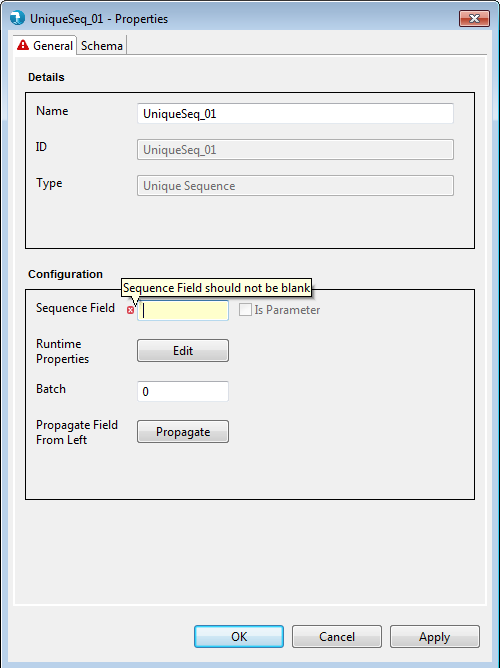 UniqueSeq_01 - Properties
General Schema
Details
Name UniqueSeq_01
ID UniqueSeq_01
Type Unique Sequence
Configuration
Sequence Field should not be blank
Sequence Field Is Parameter
Runtime
Properties
Edit
Batch 0
Propagate Field
From Left
Propagate
OK Cancel Apply